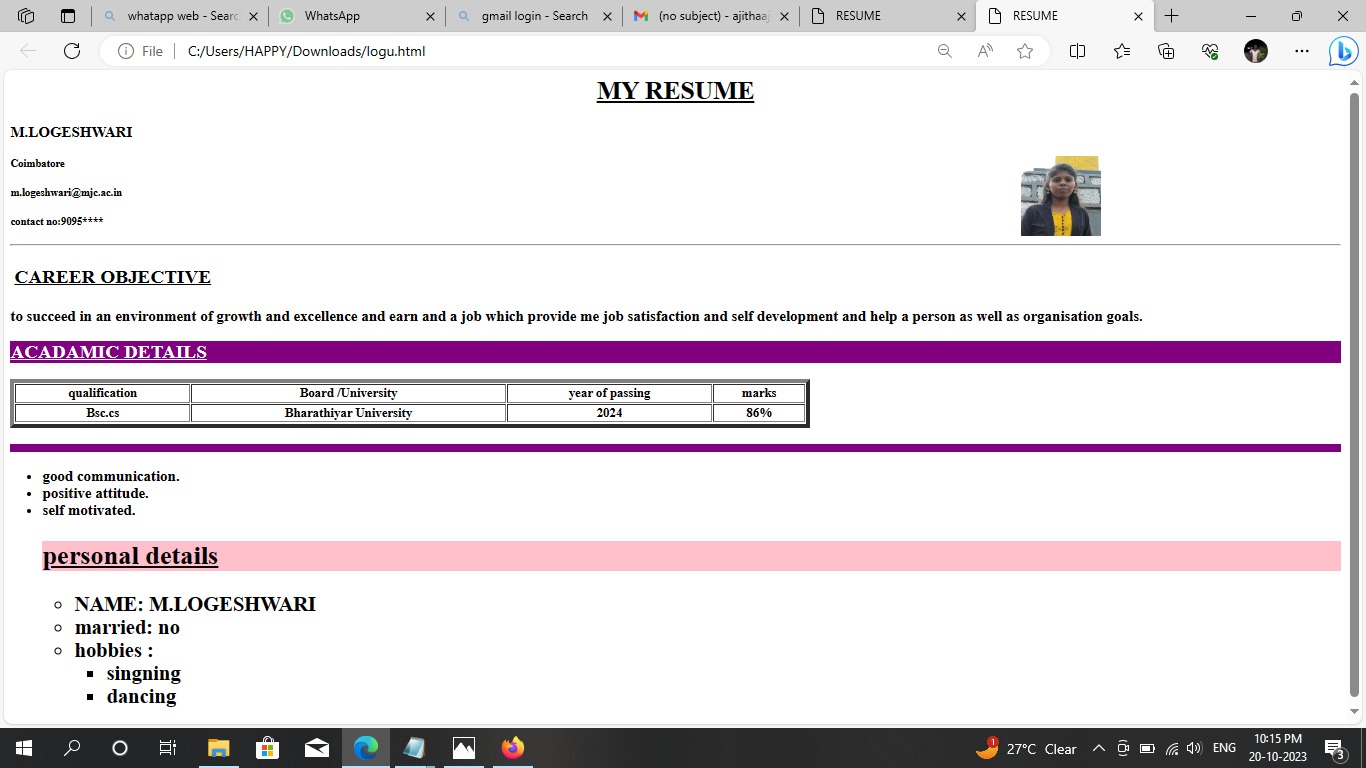 whatapp web - Searc
WhatsApp
gmail login - Search
(no subject) - ajithaaj
RESUME
RESUME
File
C:/Users/HAPPY/Downloads/logu.html
MY RESUME
M.LOGESHWARI
Coimbatore
m.logeshwari@mjc.ac.in
contact no:9095****
CAREER OBJECTIVE
to succeed in an environment of growth and excellence and earn and a job which provide me job satisfaction and self development and help a person as well as organisation goals.
ACADAMIC DETAILS
qualification Board /University year of passing marks
Bsc.cs Bharathiyar University 2024 86%
good communication.
positive attitude.
self motivated.
personal details
NAME: M.LOGESHWARI
married: no
hobbies :
singning
dancing
1
27°C Clear
ENG
10:15 PM
20-10-2023
3